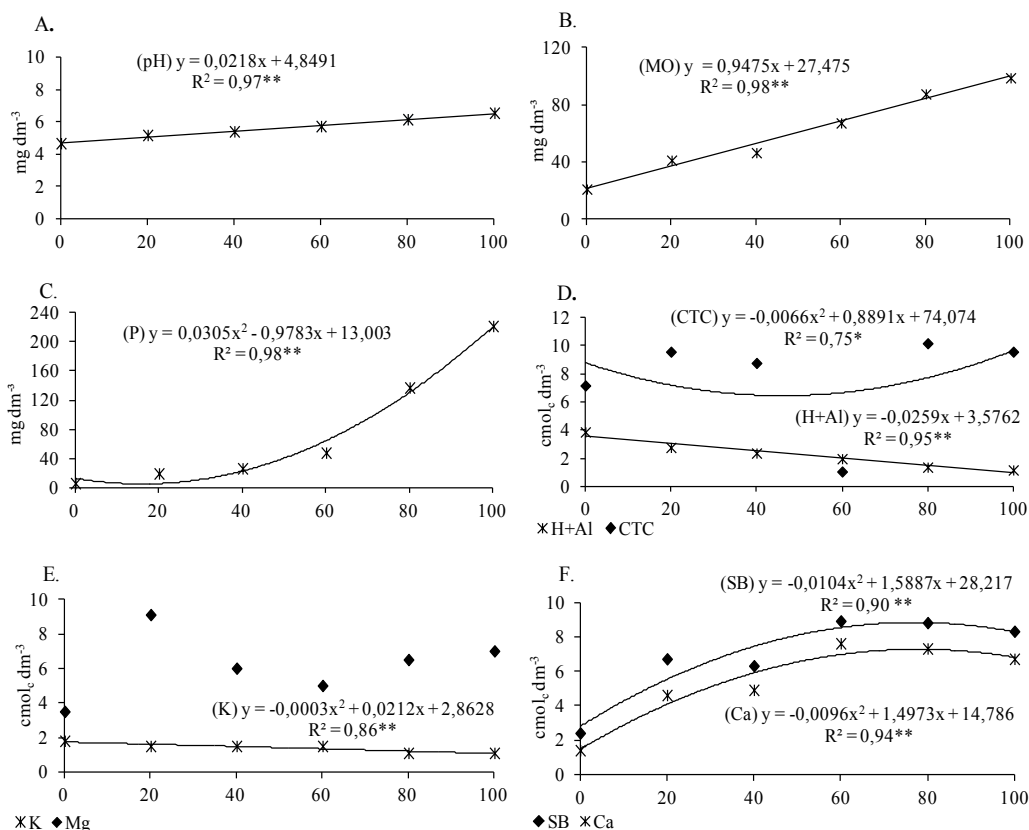 A.
(pH) y = 0,0218x + 4,8491
R² = 0,97**
mg dm⁻³
10
8
6
4
2
0
0 20 40 60 80 100
B.
(MO) y = 0,9475x + 27,475
R² = 0,98**
mg dm⁻³
120
80
40
0
0 20 40 60 80 100
C.
(P) y = 0,0305x² - 0,9783x + 13,003
R² = 0,98**
mg dm⁻³
240
200
160
120
80
40
0
0 20 40 60 80 100
D.
(CTC) y = -0,0066x² + 0,8891x + 74,074
R² = 0,75*
(H+Al) y = -0,0259x + 3,5762
R² = 0,95**
cmolc dm⁻³
12
10
8
6
4
2
0
0 20 40 60 80 100
H+Al CTC
E.
(K) y = -0,0003x² + 0,0212x + 2,8628
R² = 0,86**
cmolc dm⁻³
10
8
6
4
2
0
0 20 40 60 80 100
K Mg
F.
(SB) y = -0,0104x² + 1,5887x + 28,217
R² = 0,90 **
(Ca) y = -0,0096x² + 1,4973x + 14,786
R² = 0,94**
cmolc dm⁻³
10
8
6
4
2
0
0 20 40 60 80 100
SB Ca